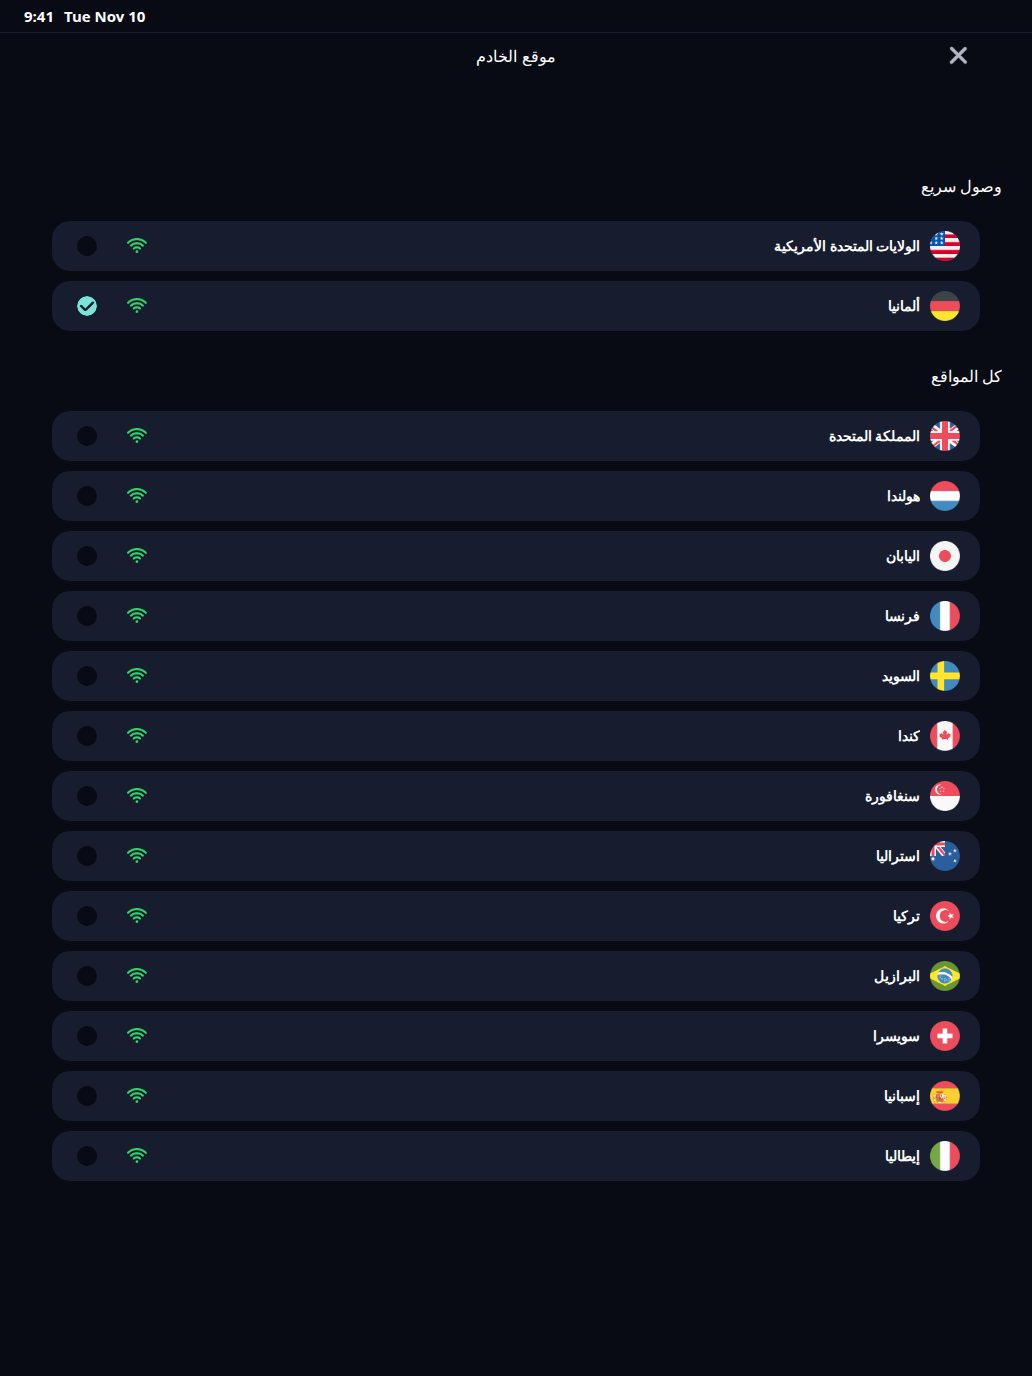 9:41 Tue Nov 10
موقع الخادم
وصول سريع
الولايات المتحدة الأمريكية
ألمانيا
كل المواقع
المملكة المتحدة
هولندا
اليابان
فرنسا
السويد
كندا
سنغافورة
استراليا
تركيا
البرازيل
سويسرا
إسبانيا
إيطاليا